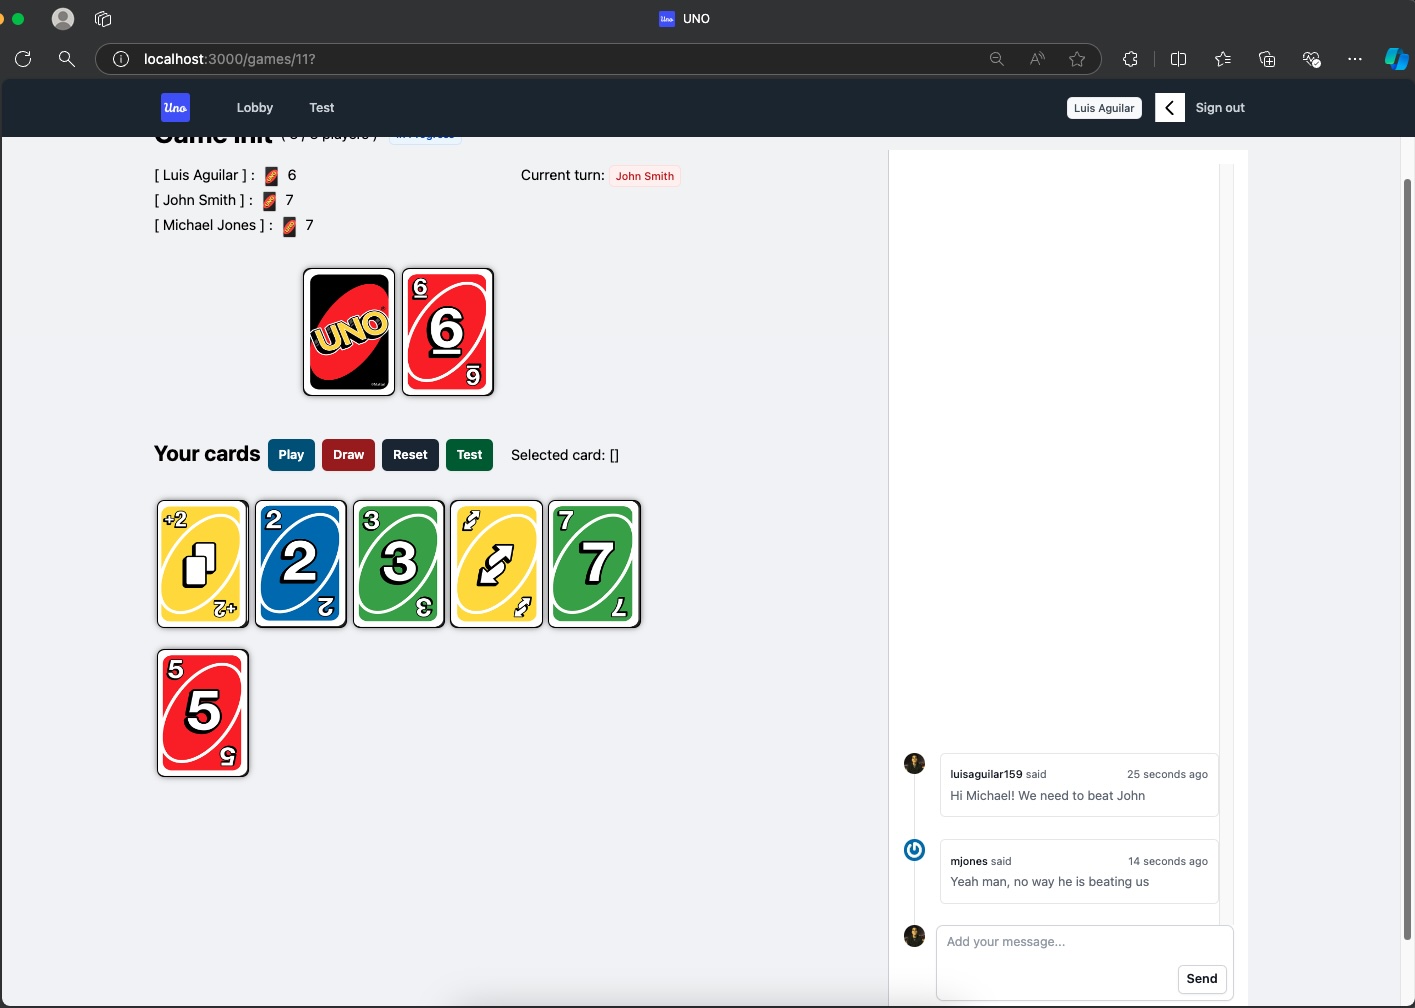 UNO
localhost:3000/games/11?
Uno
Lobby
Test
Luis Aguilar
Sign out
Game Init
In Progress
[ Luis Aguilar ] : 6
Current turn: John Smith
[ John Smith ] : 7
[ Michael Jones ] : 7
UNO
6
6
6
Your cards
Play
Draw
Reset
Test
Selected card: []
+2
+2
2
2
2
3
3
3
7
7
7
5
5
5
luisaguilar159 said
25 seconds ago
Hi Michael! We need to beat John
mjones said
14 seconds ago
Yeah man, no way he is beating us
Add your message...
Send